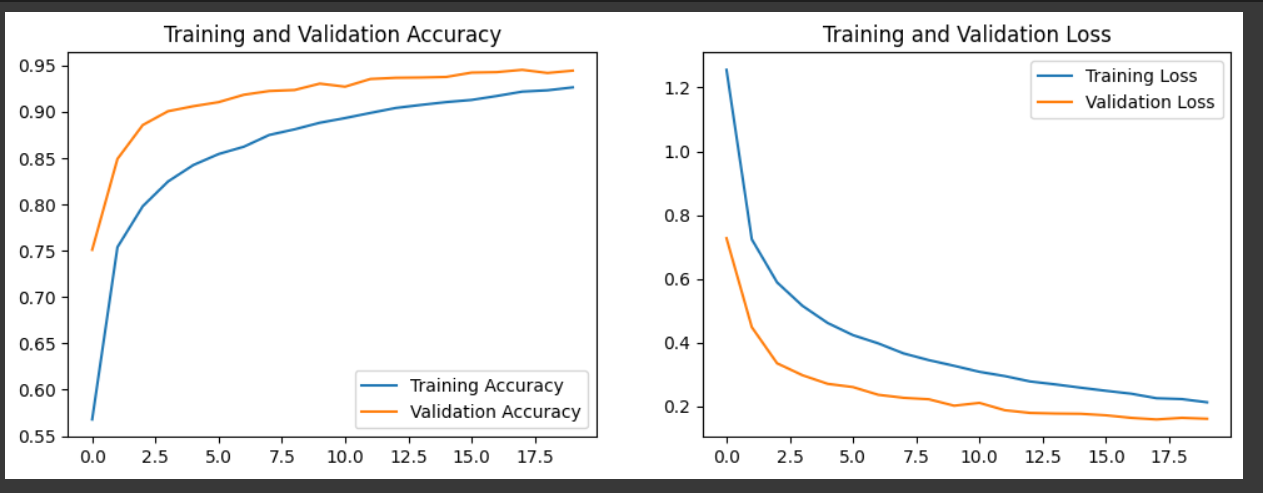 Training and Validation Accuracy
0.95
0.90
0.85
0.80
0.75
0.70
0.65
0.60
0.55
Training Accuracy
Validation Accuracy
0.0 2.5 5.0 7.5 10.0 12.5 15.0 17.5
Training and Validation Loss
1.2
1.0
0.8
0.6
0.4
0.2
Training Loss
Validation Loss
0.0 2.5 5.0 7.5 10.0 12.5 15.0 17.5